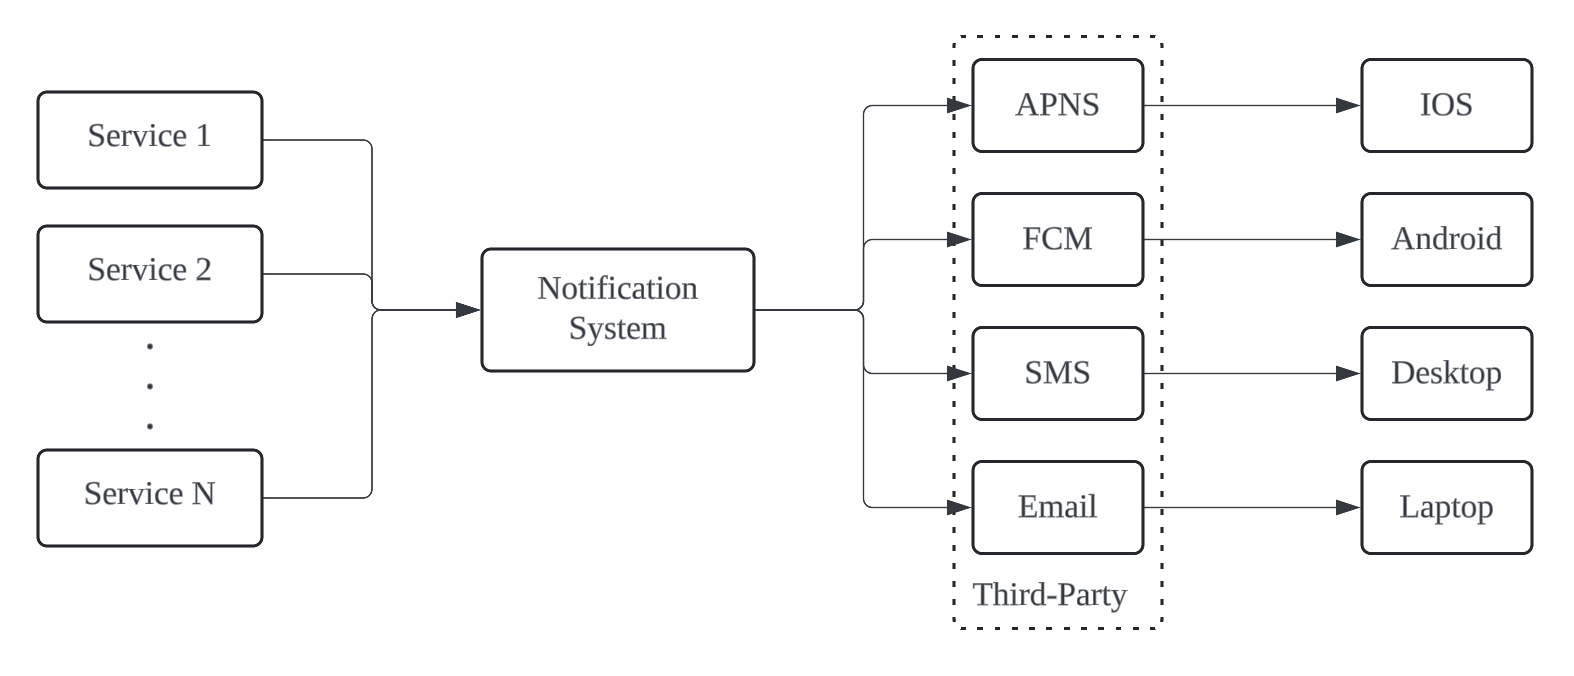 Service 1
Service 2
Service N
Notification
System
APNS
FCM
SMS
Email
Third-Party
IOS
Android
Desktop
Laptop